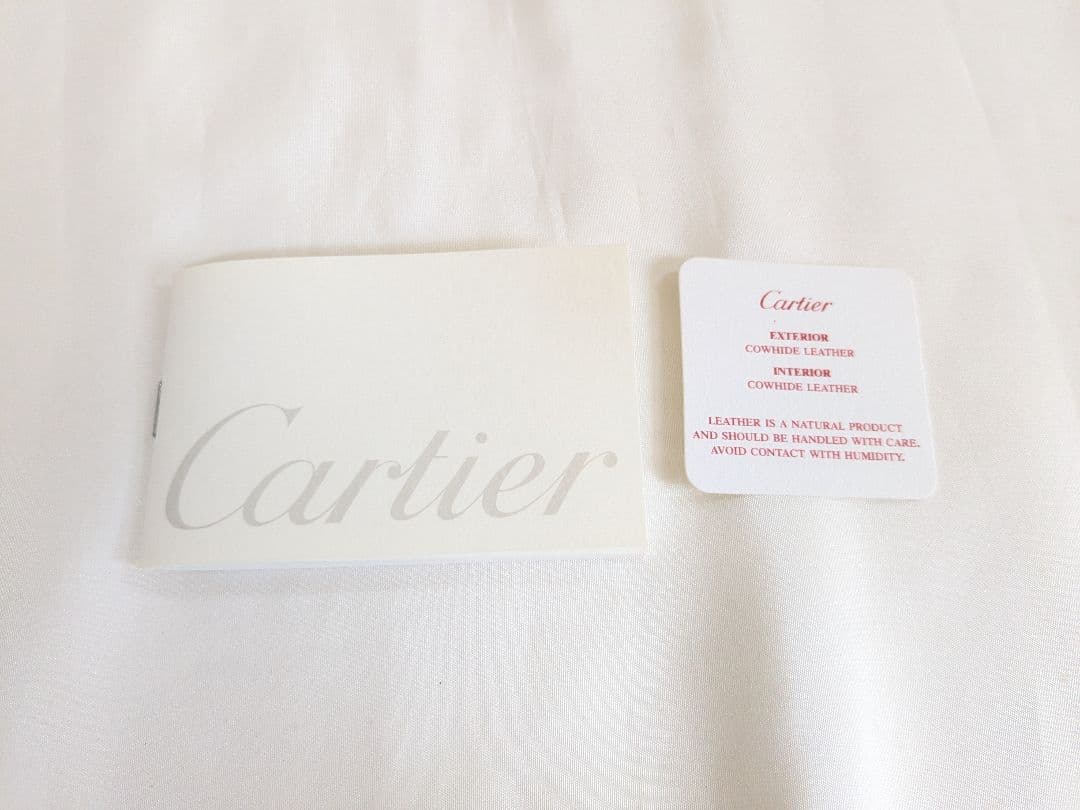 Cartier
Cartier
EXTERIOR
COWHIDE LEATHER
INTERIOR
COWHIDE LEATHER
LEATHER IS A NATURAL PRODUCT
AND SHOULD BE HANDLED WITH CARE.
AVOID CONTACT WITH HUMIDITY.